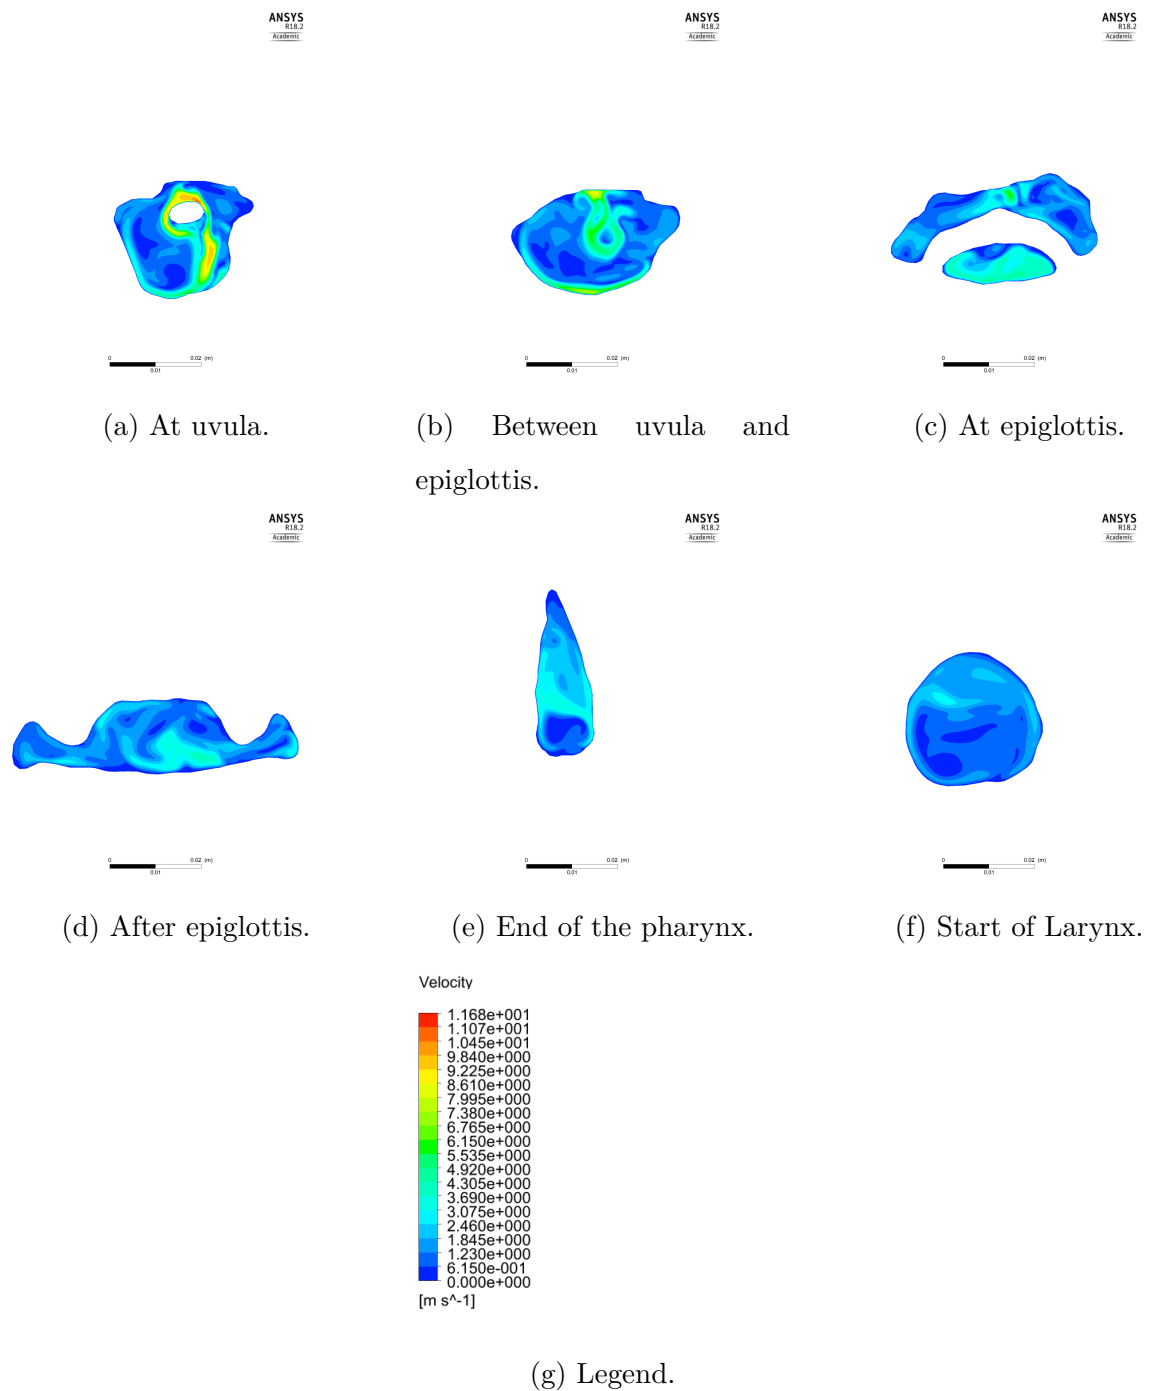 ANSYS
R18.2
Academic
ANSYS
R18.2
Academic
ANSYS
R18.2
Academic
0 0.02 (m)
0.01
0 0.02 (m)
0.01
0 0.02 (m)
0.01
(a) At uvula.
(b) Between uvula and
epiglottis.
(c) At epiglottis.
ANSYS
R18.2
Academic
ANSYS
R18.2
Academic
ANSYS
R18.2
Academic
0 0.02 (m)
0.01
0 0.02 (m)
0.01
0 0.02 (m)
0.01
(d) After epiglottis.
(e) End of the pharynx.
(f) Start of Larynx.
Velocity
1.168e+001
1.107e+001
1.045e+001
9.840e+000
9.225e+000
8.610e+000
7.995e+000
7.380e+000
6.765e+000
6.150e+000
5.535e+000
4.920e+000
4.305e+000
3.690e+000
3.075e+000
2.460e+000
1.845e+000
1.230e+000
6.150e-001
0.000e+000
[m s^-1]
(g) Legend.